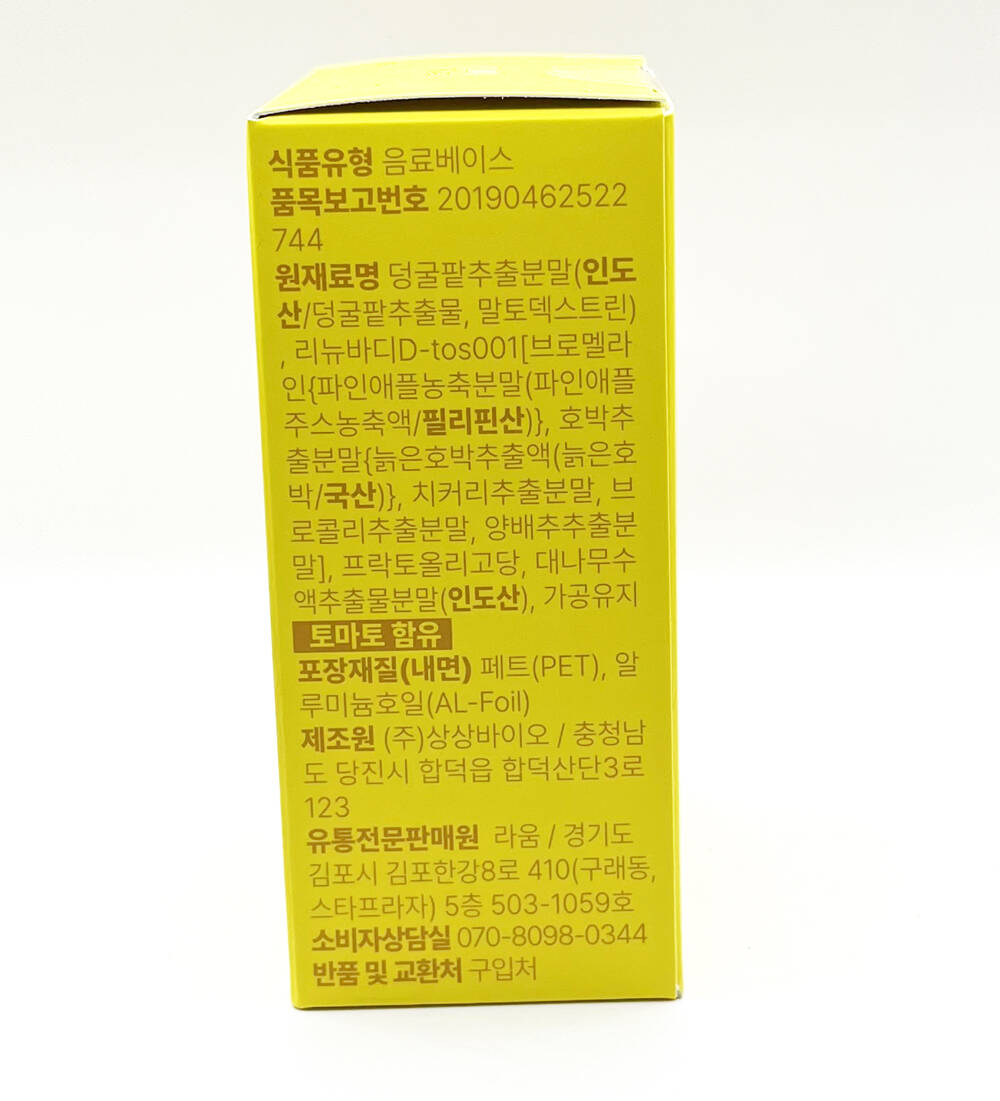 식품유형 음료베이스
품목보고번호 20190462522
744
원재료명 덩굴팥추출분말(인도
산/덩굴팥추출물, 말토덱스트린)
, 리뉴바디D-tos001[브로멜라
인{파인애플농축분말(파인애플
주스농축액/필리핀산)}, 호박추
출분말{늙은호박추출액(늙은호
박/국산)}, 치커리추출분말, 브
로콜리추출분말, 양배추추출분
말], 프락토올리고당, 대나무수
액추출물분말(인도산), 가공유지
토마토 함유
포장재질(내면) 페트(PET), 알
루미늄호일(AL-Foil)
제조원 (주)상상바이오 / 충청남
도 당진시 합덕읍 합덕산단3로
123
유통전문판매원 라움 / 경기도
김포시 김포한강8로 410(구래동,
스타프라자) 5층 503-1059호
소비자상담실 070-8098-0344
반품 및 교환처 구입처